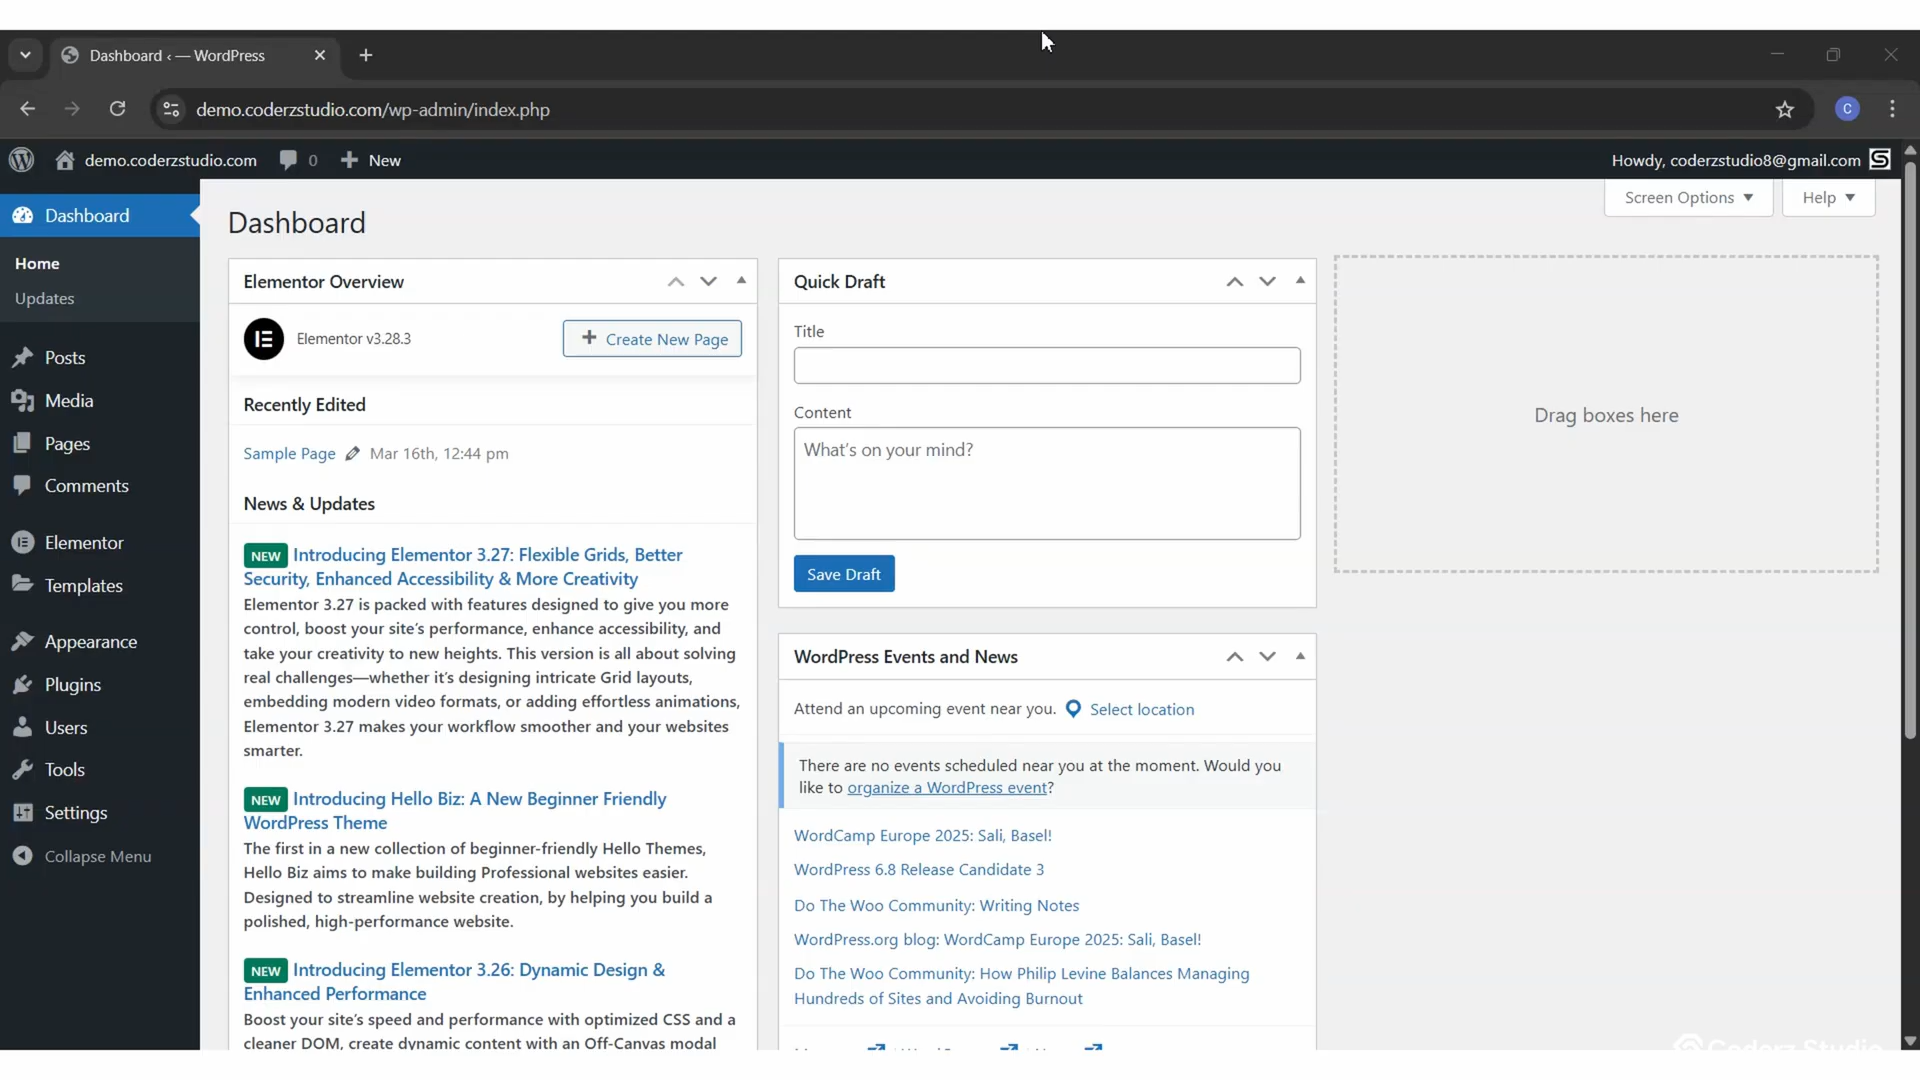 Dashboard ‹ — WordPress
demo.coderzstudio.com/wp-admin/index.php
C
demo.coderzstudio.com
0
New
Howdy, coderzstudio8@gmail.com
Screen Options
Help
Dashboard
Home
Updates
Posts
Media
Pages
Comments
Elementor
Templates
Appearance
Plugins
Users
Tools
Settings
Collapse Menu
Dashboard
Elementor Overview
Elementor v3.28.3
Create New Page
Recently Edited
Sample Page Mar 16th, 12:44 pm
News & Updates
NEW Introducing Elementor 3.27: Flexible Grids, Better
Security, Enhanced Accessibility & More Creativity
Elementor 3.27 is packed with features designed to give you more
control, boost your site's performance, enhance accessibility, and
take your creativity to new heights. This version is all about solving
real challenges—whether it's designing intricate Grid layouts,
embedding modern video formats, or adding effortless animations,
Elementor 3.27 makes your workflow smoother and your websites
smarter.
NEW Introducing Hello Biz: A New Beginner Friendly
WordPress Theme
The first in a new collection of beginner-friendly Hello Themes,
Hello Biz aims to make building Professional websites easier.
Designed to streamline website creation, by helping you build a
polished, high-performance website.
NEW Introducing Elementor 3.26: Dynamic Design &
Enhanced Performance
Boost your site's speed and performance with optimized CSS and a
cleaner DOM, create dynamic content with an Off-Canvas modal
Quick Draft
Title
Content
What's on your mind?
Save Draft
WordPress Events and News
Attend an upcoming event near you. Select location
There are no events scheduled near you at the moment. Would you
like to organize a WordPress event?
WordCamp Europe 2025: Sali, Basel!
WordPress 6.8 Release Candidate 3
Do The Woo Community: Writing Notes
WordPress.org blog: WordCamp Europe 2025: Sali, Basel!
Do The Woo Community: How Philip Levine Balances Managing
Hundreds of Sites and Avoiding Burnout
Drag boxes here
Coderz Studio